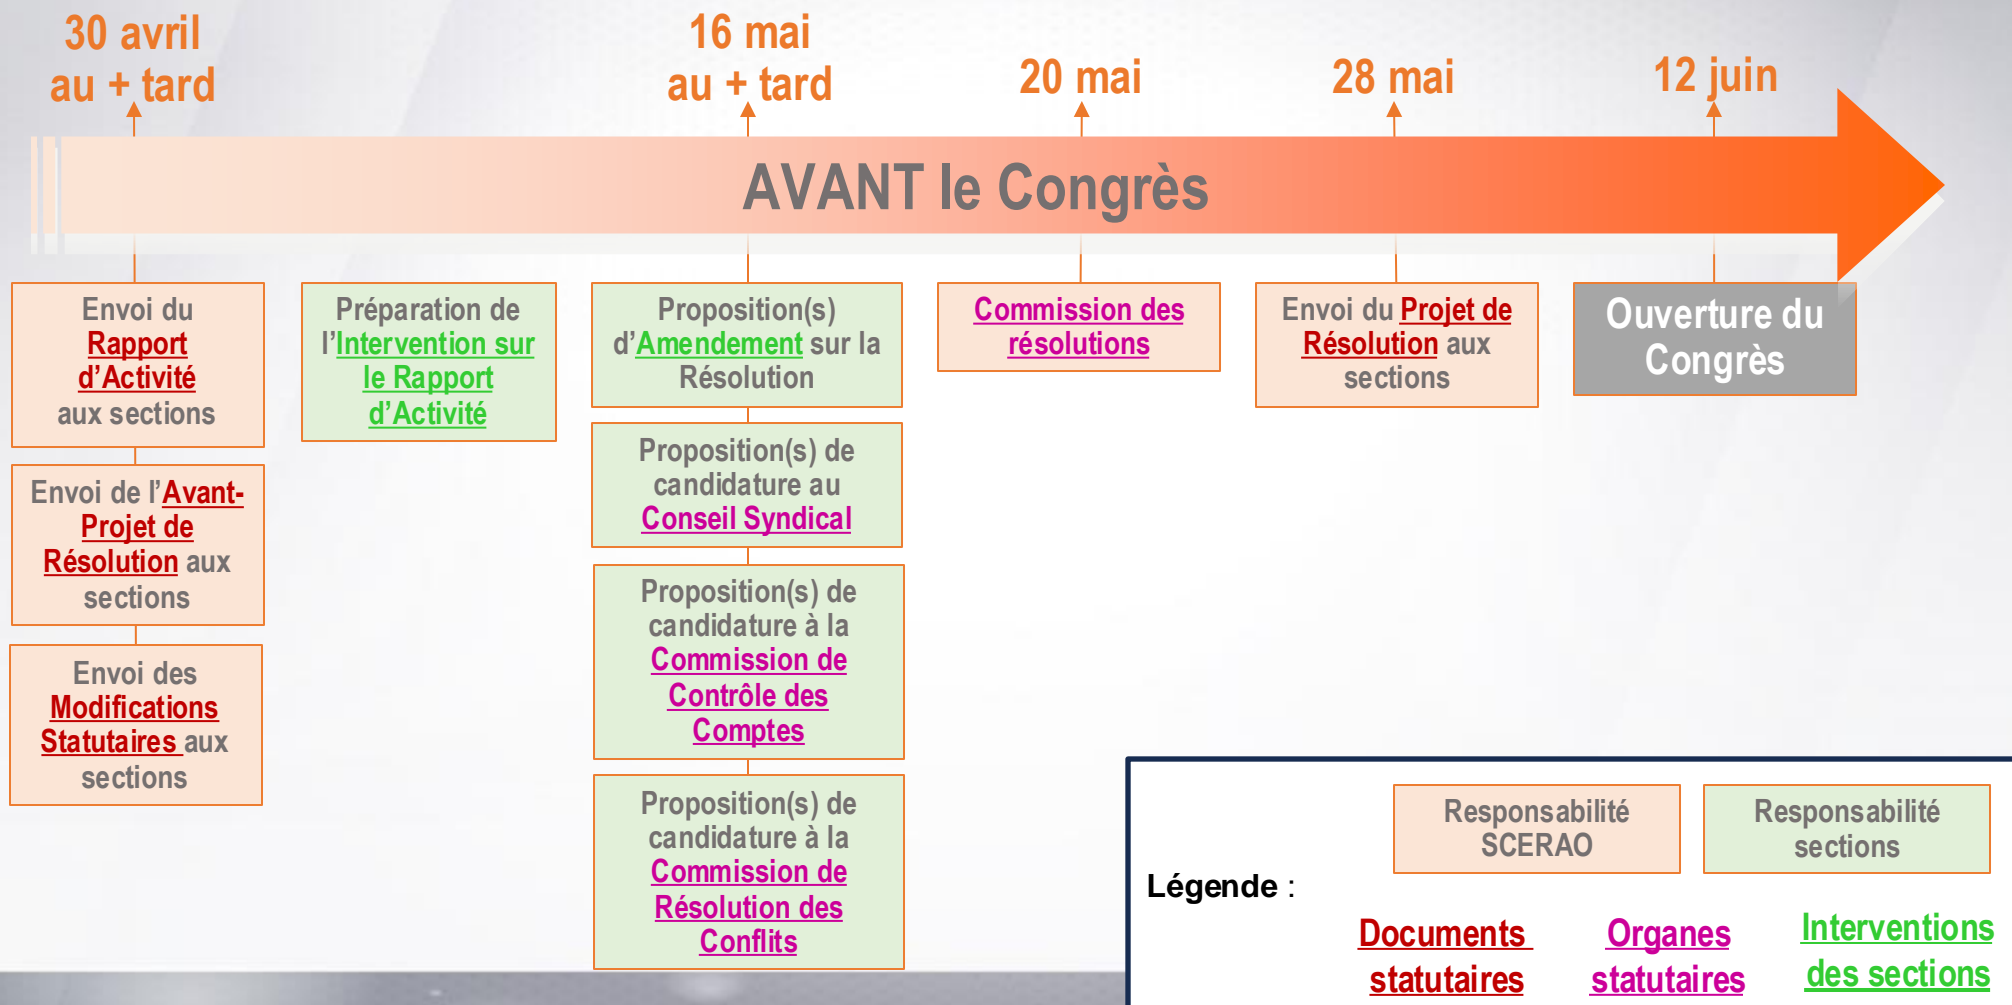 30 avril
au + tard
16 mai
au + tard
20 mai
28 mai
12 juin
AVANT le Congrès
Envoi du
Rapport
d’Activité
aux sections
Envoi de l’Avant-
Projet de
Résolution aux
sections
Envoi des
Modifications
Statutaires aux
sections
Préparation de
l’Intervention sur
le Rapport
d’Activité
Proposition(s)
d’Amendement sur la
Résolution
Proposition(s) de
candidature au
Conseil Syndical
Proposition(s) de
candidature à la
Commission de
Contrôle des
Comptes
Proposition(s) de
candidature à la
Commission de
Résolution des
Conflits
Commission des
résolutions
Envoi du Projet de
Résolution aux
sections
Ouverture du
Congrès
Légende :
Responsabilité
SCERAO
Responsabilité
sections
Documents
statutaires
Organes
statutaires
Interventions
des sections